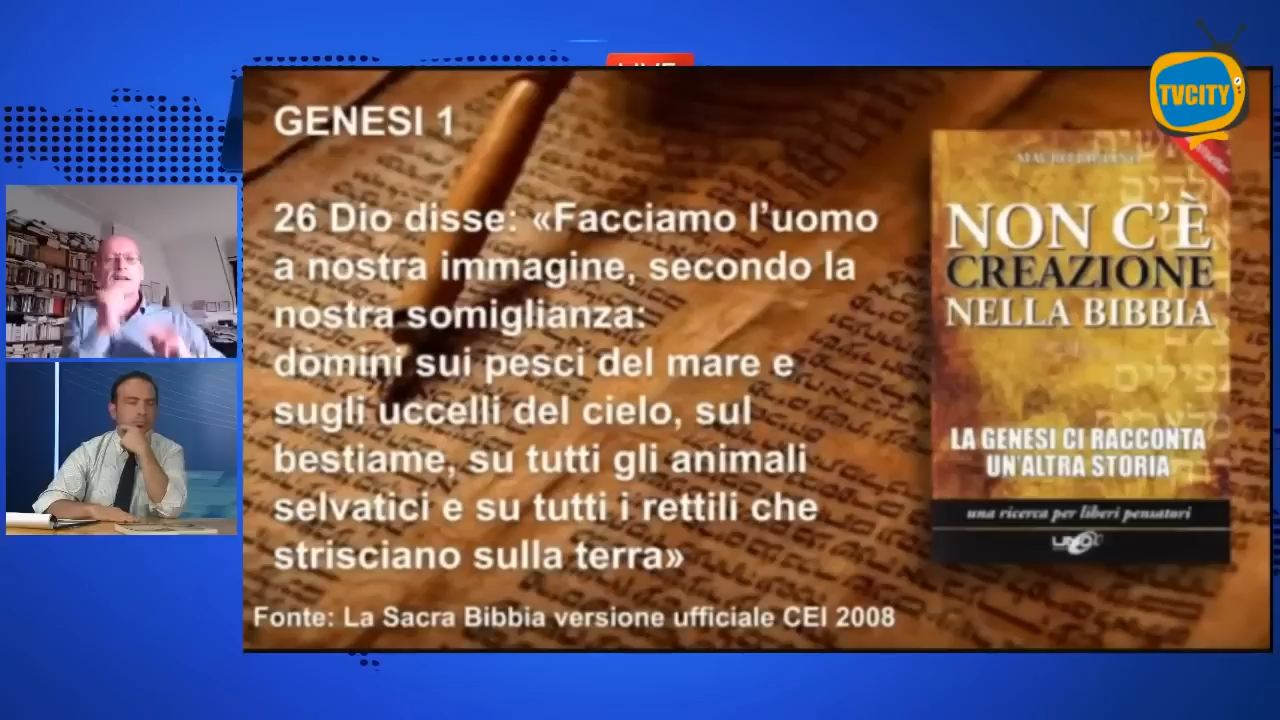 LIVE
TVCITY
GENESI 1
26 Dio disse: «Facciamo l'uomo
a nostra immagine, secondo la
nostra somiglianza:
dòmini sui pesci del mare e
sugli uccelli del cielo, sul
bestiame, su tutti gli animali
selvatici e su tutti i rettili che
strisciano sulla terra»
Fonte: La Sacra Bibbia versione ufficiale CEI 2008
NON C'È
CREAZIONE
NELLA BIBBIA
LA GENESI CI RACCONTA
UN'ALTRA STORIA
una ricerca per liberi pensatori
UNO